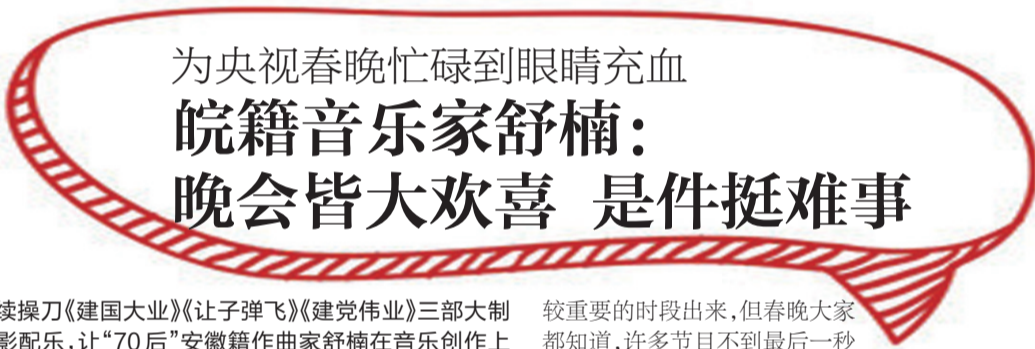 为央视春晚忙碌到眼睛充血
皖籍音乐家舒楠：
晚会皆大欢喜 是件挺难事
续操刀《建国大业》《让子弹飞》《建党伟业》三部大制
影配乐，让“70后”安徽籍作曲家舒楠在音乐创作上
较重要的时段出来，但春晚大家
都知道，许多节目不到最后一秒